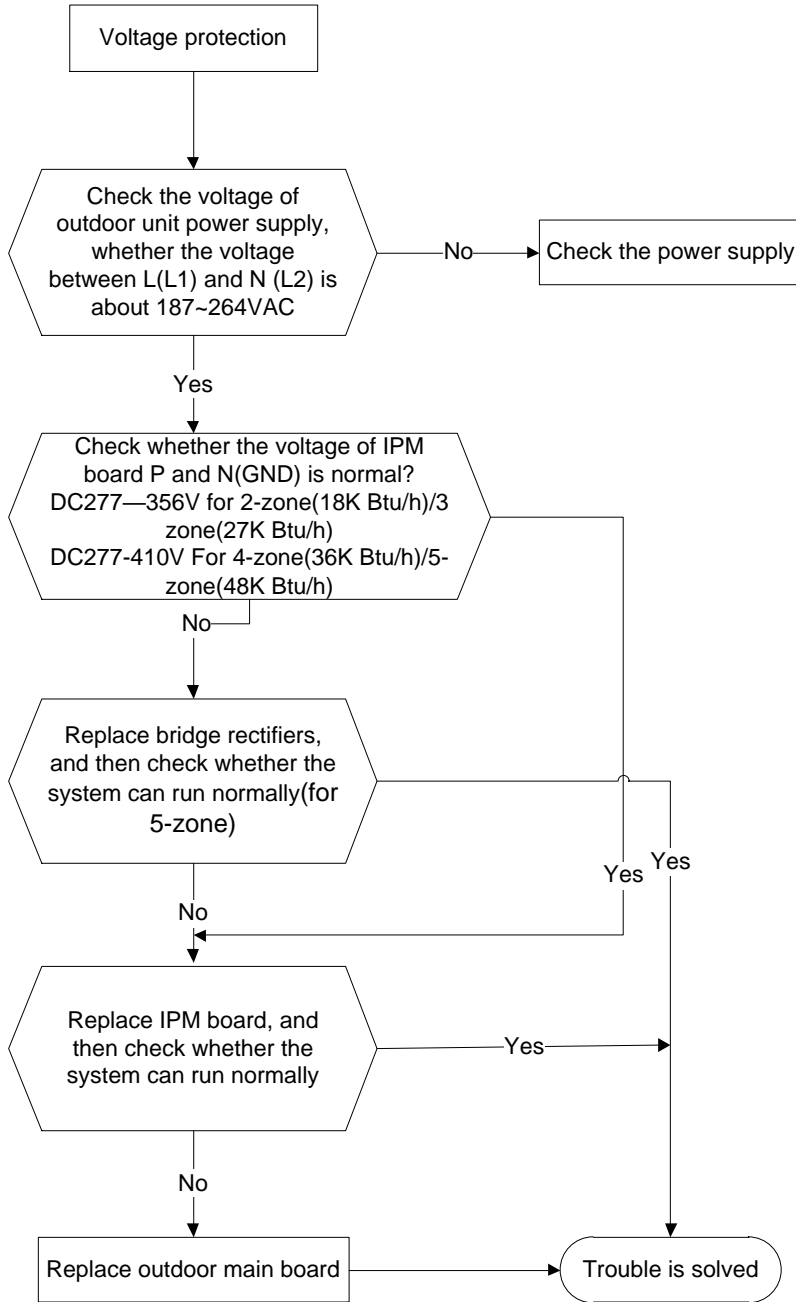 Voltage protection
Check the voltage of
outdoor unit power supply,
whether the voltage
between L(L1) and N (L2) is
about 187~264VAC
No
Check the power supply
Yes
Check whether the voltage of IPM
board P and N(GND) is normal?
DC277—356V for 2-zone(18K Btu/h)/3
zone(27K Btu/h)
DC277-410V For 4-zone(36K Btu/h)/5-
zone(48K Btu/h)
No
Replace bridge rectifiers,
and then check whether the
system can run normally(for
5-zone)
Yes
Yes
No
Replace IPM board, and
then check whether the
system can run normally
Yes
No
Replace outdoor main board
Trouble is solved